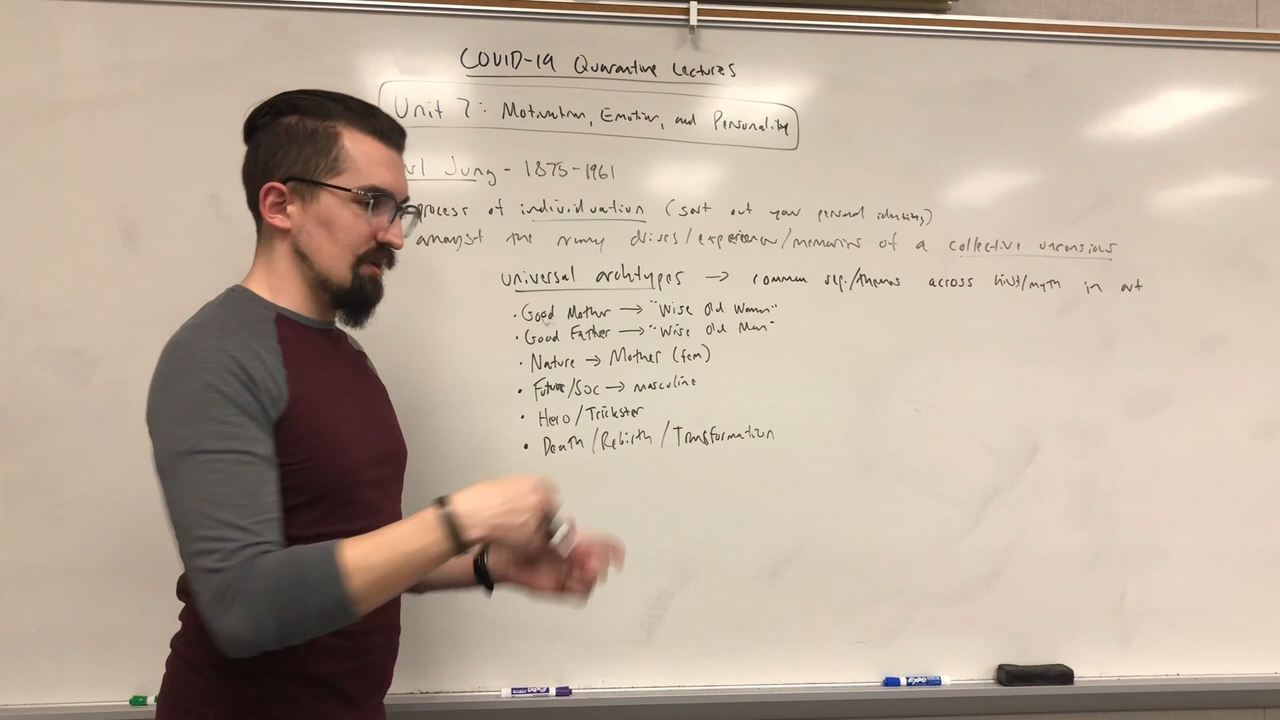 COVID-19 Quarantine Lectures
Unit 7: Motivation, Emotion, and Personality
rl Jung - 1875-1961
process of individuation (sort out your personal identity)
amongst the many drives/experiences/memories of a collective unconsious
universal archetypes → common sig./themes across hist/myth in art
· Good Mother → "Wise Old Woman"
· Good Father → "Wise Old Man"
· Nature → Mother (fem)
· Future/Soc → masculine
· Hero/Trickster
· Death/Rebirth/Transformation